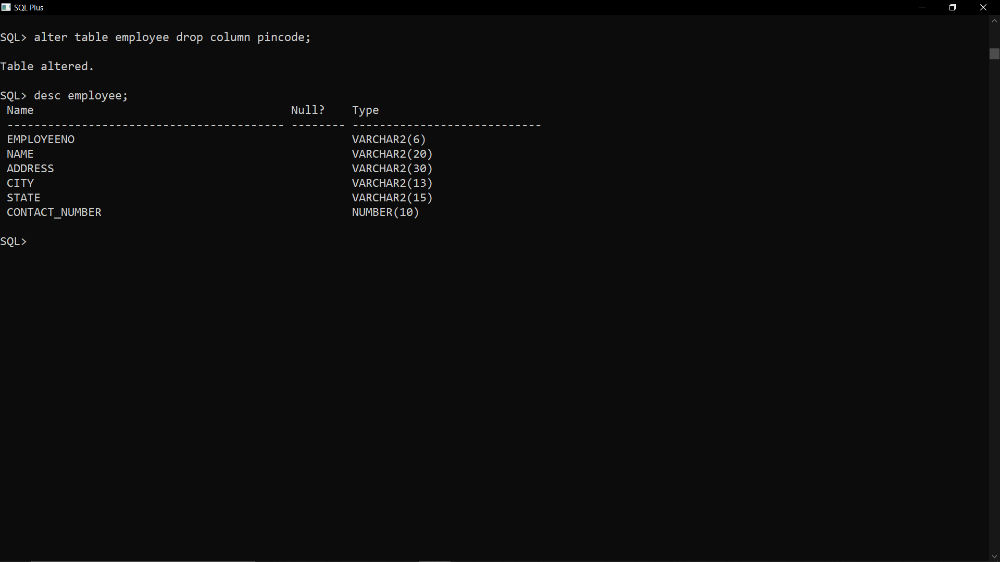 SQL Plus
SQL> alter table employee drop column pincode;
Table altered.
SQL> desc employee;
 Name                                      Null?    Type
 ----------------------------------------- -------- ----------------------------
 EMPLOYEENO                                         VARCHAR2(6)
 NAME                                               VARCHAR2(20)
 ADDRESS                                            VARCHAR2(30)
 CITY                                               VARCHAR2(13)
 STATE                                              VARCHAR2(15)
 CONTACT_NUMBER                                     NUMBER(10)
SQL>